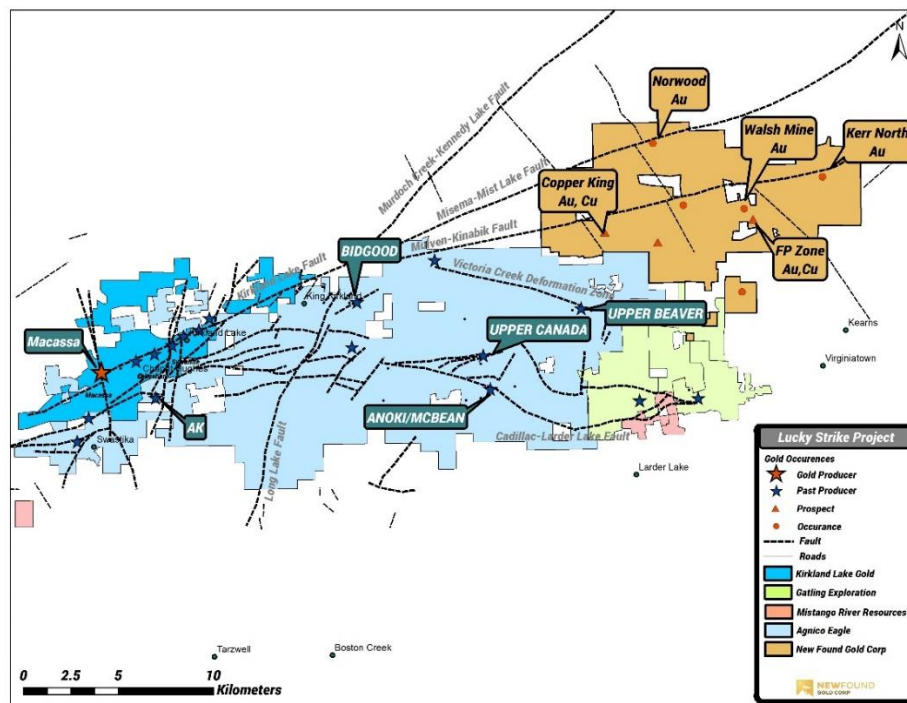 N
Norwood
Au
Walsh Mine
Au
Kerr North
Au
Copper King
Au, Cu
FP Zone
Au,Cu
Murdoch Creek-Kennedy Lake Fault
Misema-Mist Lake Fault
Mulven-Kinabik Fault
BIDGOOD
Victoria Creek Deformation Zone
King Kirkland
UPPER BEAVER
Kearns
Virginiatown
UPPER CANADA
Macassa
Macassa
AK
ANOKI/MCBEAN
Swastika
Cadillac-Larder Lake Fault
Long Lake Fault
Larder Lake
Tarzwell
Boston Creek
0 2.5 5 10
Kilometers
Lucky Strike Project
Gold Occurences
Gold Producer
Past Producer
Prospect
Occurance
Fault
Roads
Kirkland Lake Gold
Gatling Exploration
Mistango River Resources
Agnico Eagle
New Found Gold Corp
NEWFOUND
GOLD CORP